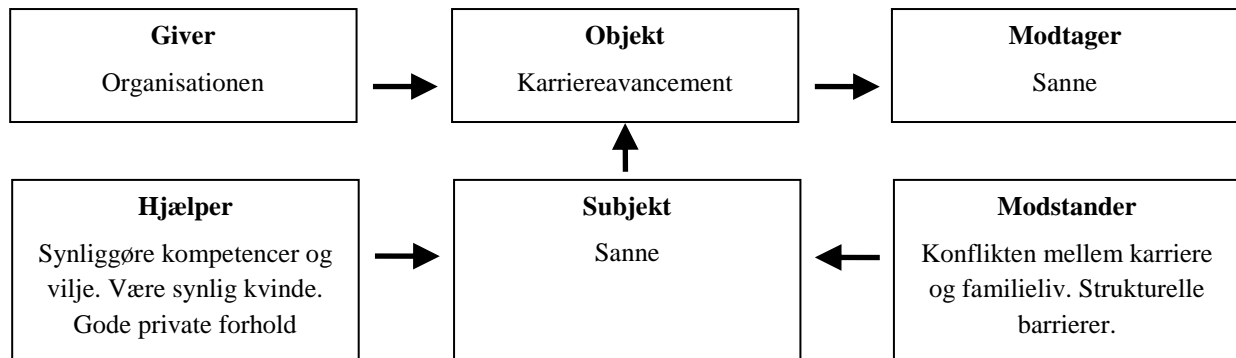 Giver
Organisationen
Objekt
Karriereavancement
Modtager
Sanne
Hjælper
Synliggøre kompetencer og
vilje. Være synlig kvinde.
Gode private forhold
Subjekt
Sanne
Modstander
Konflikten mellem karriere
og familieliv. Strukturelle
barrierer.